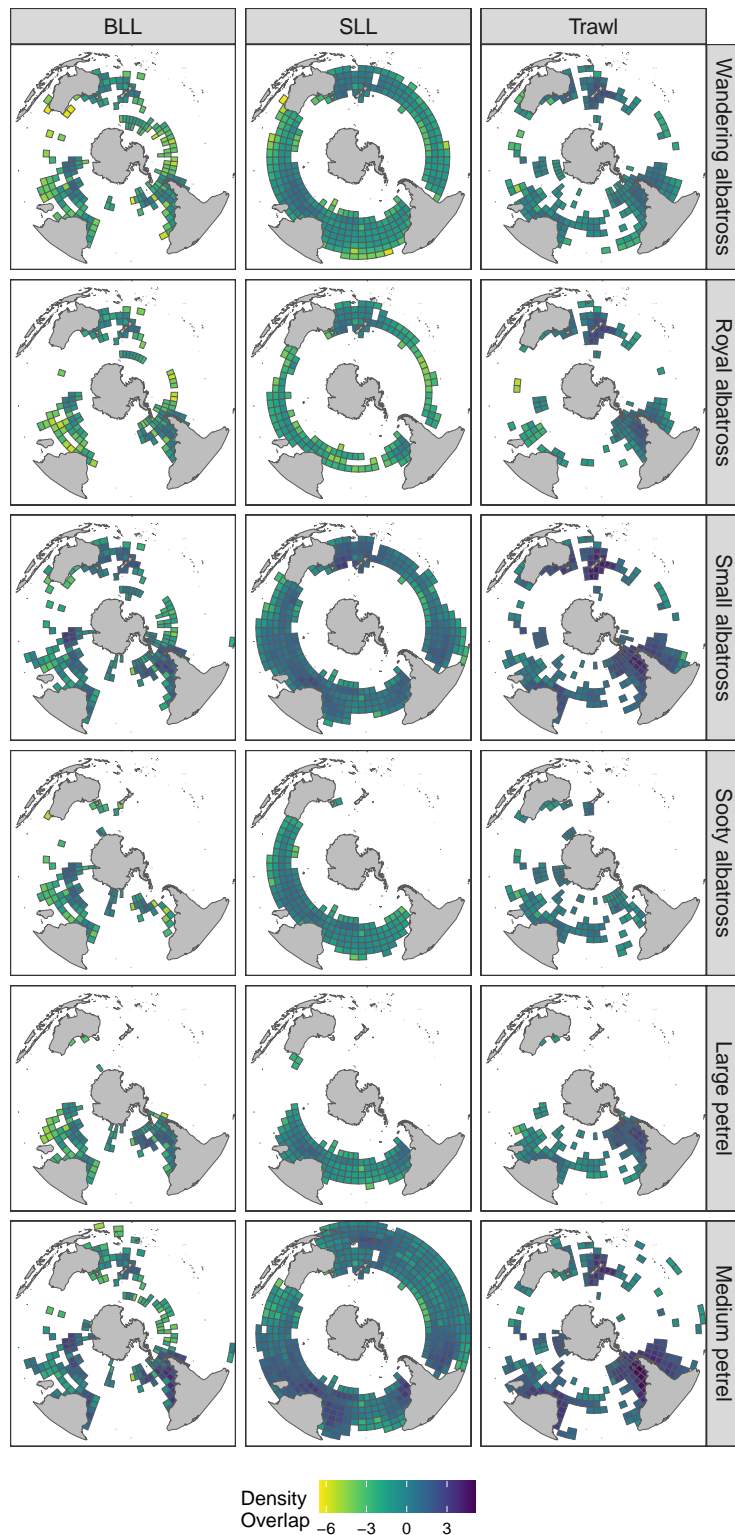 BLL
SLL
Trawl
Wandering albatross
Royal albatross
Small albatross
Sooty albatross
Large petrel
Medium petrel
Density
Overlap
−6
−3
0
3